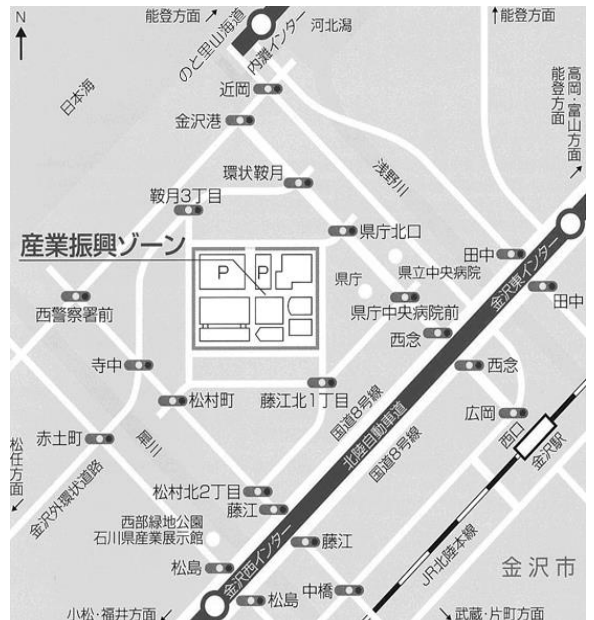 N
能登方面
能登方面
のと里山海道
内灘インター
河北潟
日本海
近岡
金沢港
高岡・富山方面
能登方面
浅野川
環状鞍月
鞍月3丁目
県庁北口
産業振興ゾーン
P
P
県庁
県立中央病院
田中
金沢東インター
田中
西警察署前
県庁中央病院前
西念
西念
寺中
松村町
藤江北1丁目
国道8号線
北陸自動車道
国道8号線
広岡
西口
金沢駅
赤土町
犀川
松任方面
金沢外環状道路
松村北2丁目
藤江
西部緑地公園
石川県産業展示館
藤江
金沢西インター
JR北陸本線
金沢市
松島
松島
中橋
小松・福井方面
武蔵・片町方面